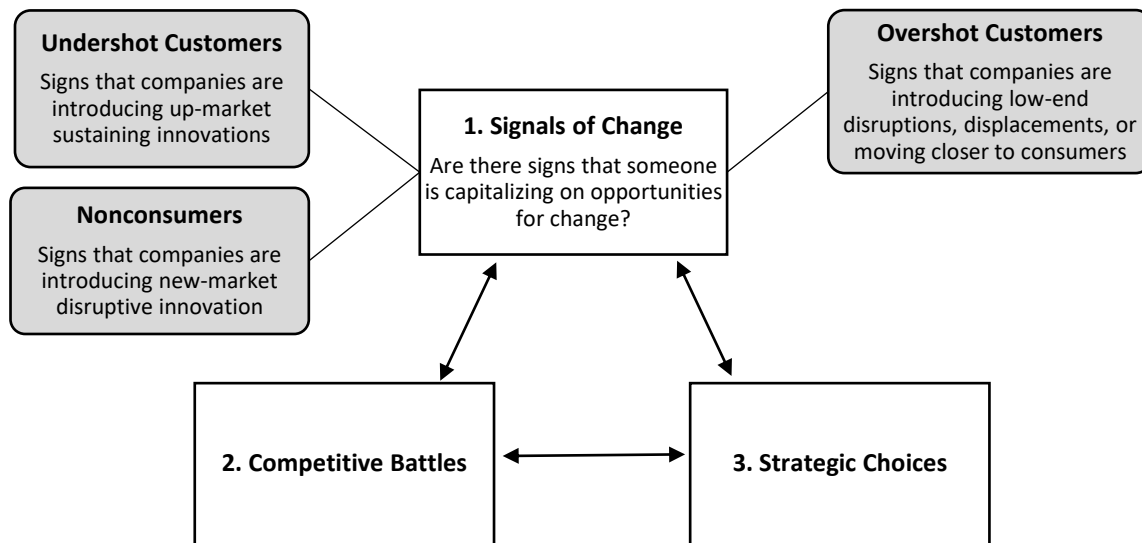 Undershot Customers
Signs that companies are
introducing up-market
sustaining innovations
Nonconsumers
Signs that companies are
introducing new-market
disruptive innovation
1. Signals of Change
Are there signs that someone
is capitalizing on opportunities
for change?
Overshot Customers
Signs that companies are
introducing low-end
disruptions, displacements, or
moving closer to consumers
2. Competitive Battles
3. Strategic Choices